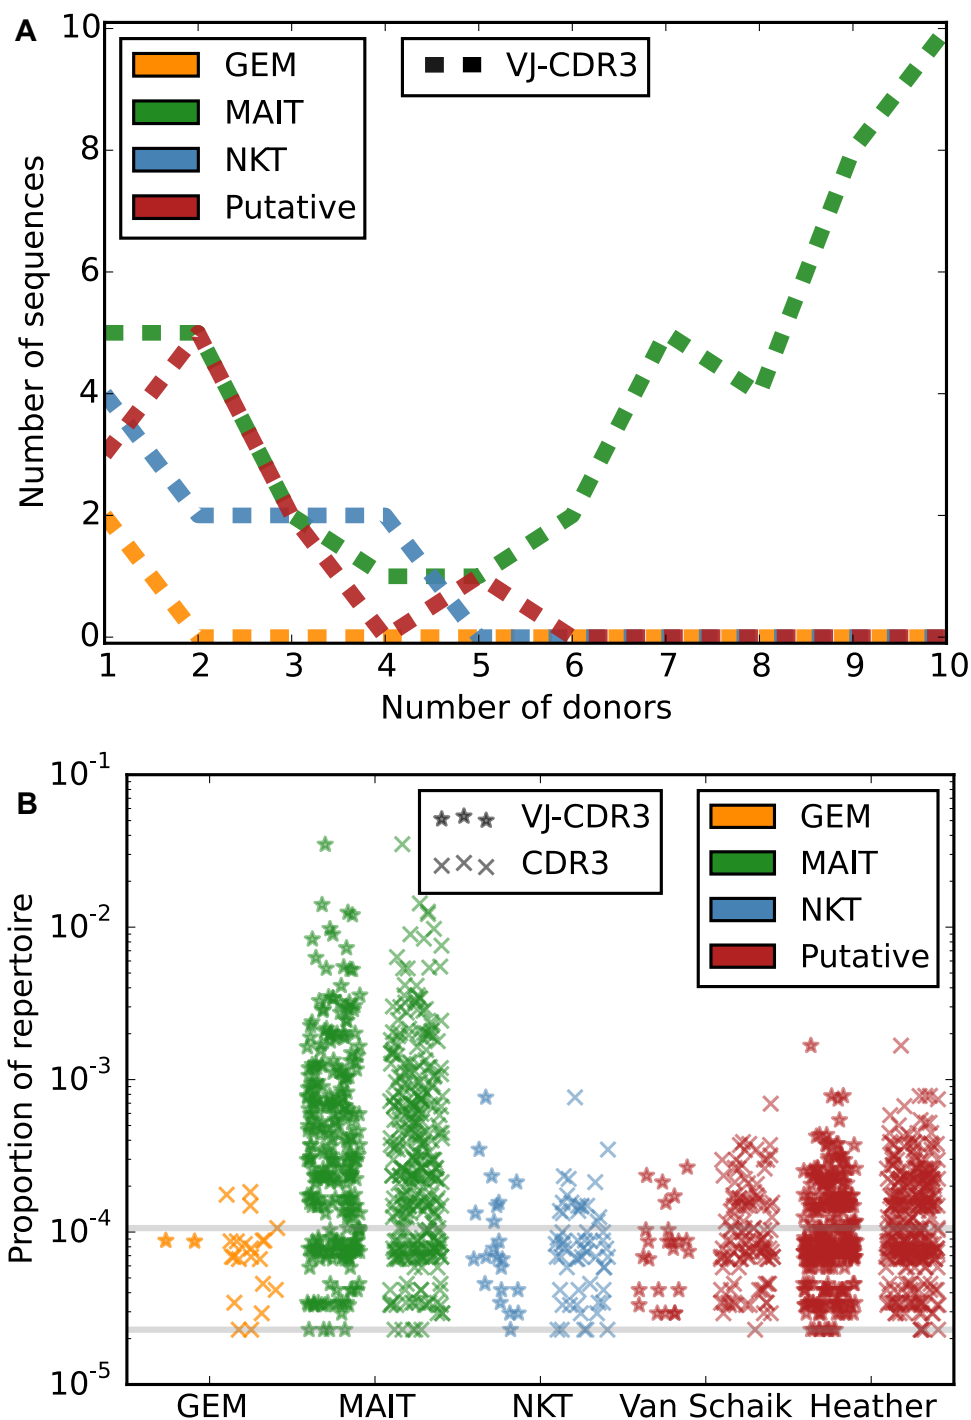 A
GEM
MAIT
NKT
Putative
VJ-CDR3
Number of sequences
10
8
6
4
2
0
1 2 3 4 5 6 7 8 9 10
Number of donors
B
VJ-CDR3
CDR3
GEM
MAIT
NKT
Putative
Proportion of repertoire
10⁻¹
10⁻²
10⁻³
10⁻⁴
10⁻⁵
GEM MAIT NKT Van Schaik Heather